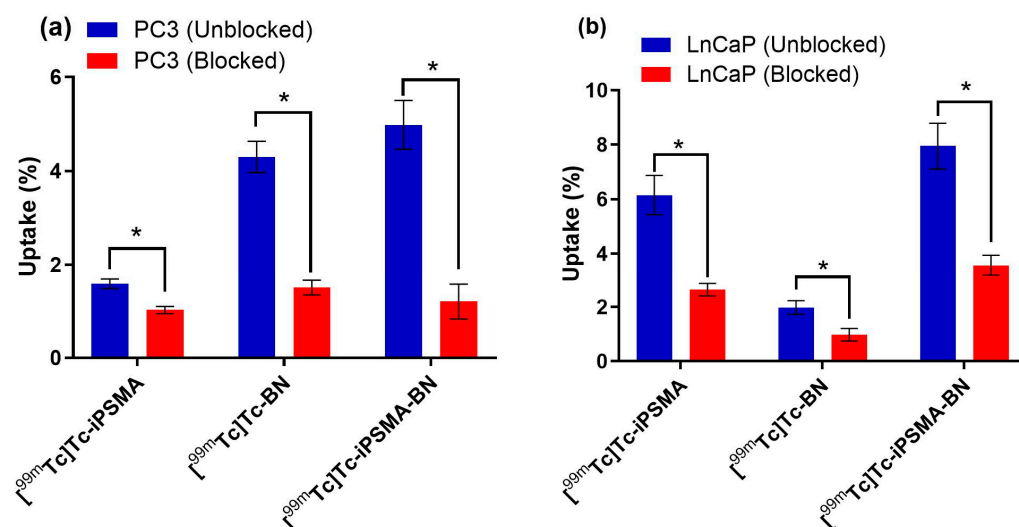 (a)
PC3 (Unblocked)
PC3 (Blocked)
Uptake (%)
6
4
2
0
*
*
*
[99mTc]Tc-iPSMA
[99mTc]Tc-BN
[99mTc]Tc-iPSMA-BN
(b)
LnCaP (Unblocked)
LnCaP (Blocked)
Uptake (%)
10
8
6
4
2
0
*
*
*
[99mTc]Tc-iPSMA
[99mTc]Tc-BN
[99mTc]Tc-iPSMA-BN